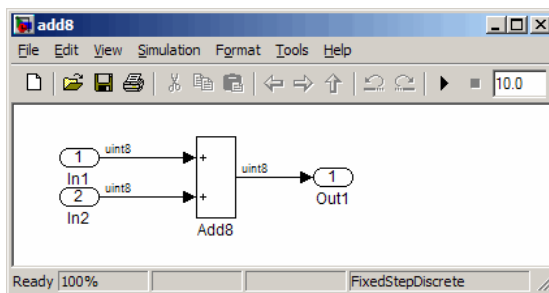 add8
File Edit View Simulation Format Tools Help
10.0
1 uint8 +
In1
uint8 1
2 uint8 +
In2
Out1
Add8
Ready 100% FixedStepDiscrete